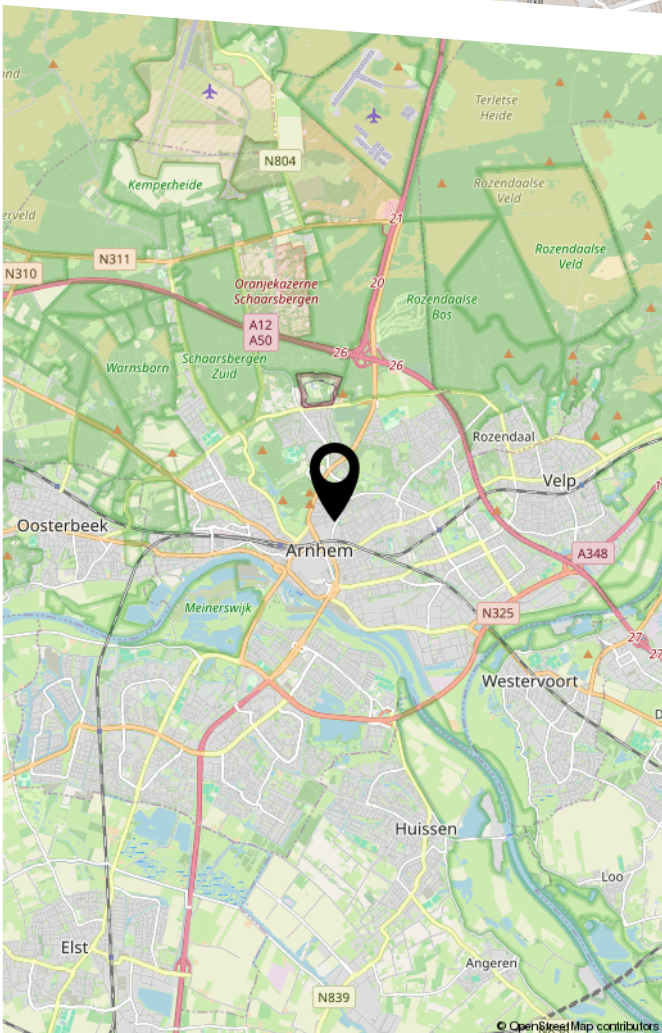 Terletse
Heide
N804
Kemperheide
Rozendaalse
Veld
erveld
21
N311
Rozendaalse
Veld
N310
20
Oranjekazerne
Schaarsbergen
Rozendaalse
Bos
A12
A50
26
26
Warnsborn
Schaarsbergen
Zuid
Rozendaal
Velp
Oosterbeek
Arnhem
A348
Meinerswijk
N325
27
27
Westervoort
D
Huissen
Loo
Elst
Angeren
N839
© OpenStreetMap contributors